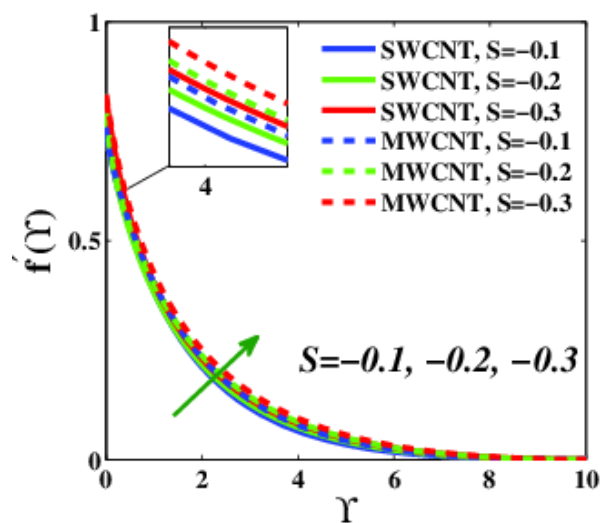 1
SWCNT, S=−0.1
SWCNT, S=−0.2
SWCNT, S=−0.3
MWCNT, S=−0.1
MWCNT, S=−0.2
MWCNT, S=−0.3
4
0.5
f́(ϒ)
S=−0.1, −0.2, −0.3
0
0 2 4 6 8 10
ϒ